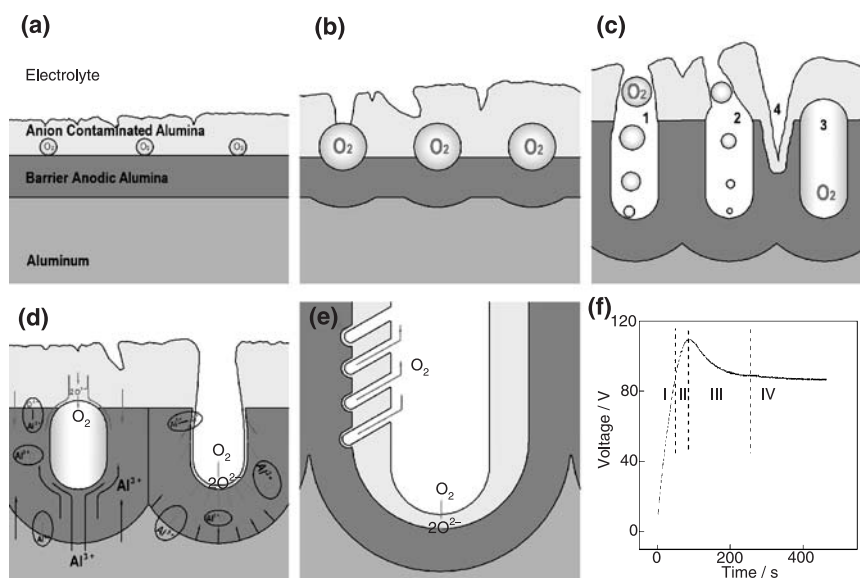 (a)
Electrolyte
Anion Contaminated Alumina
O₂ O₂ O₂
Barrier Anodic Alumina
Aluminum
(b)
O₂ O₂ O₂
(c)
O₂
1 2 4 3
O₂
(d)
2O²⁻
O₂
Al³⁺
Al³⁺
O₂
2O²⁻
(e)
O₂
O₂
2O²⁻
(f)
120
80
40
0
Voltage / V
I II III IV
0 200 400
Time / s